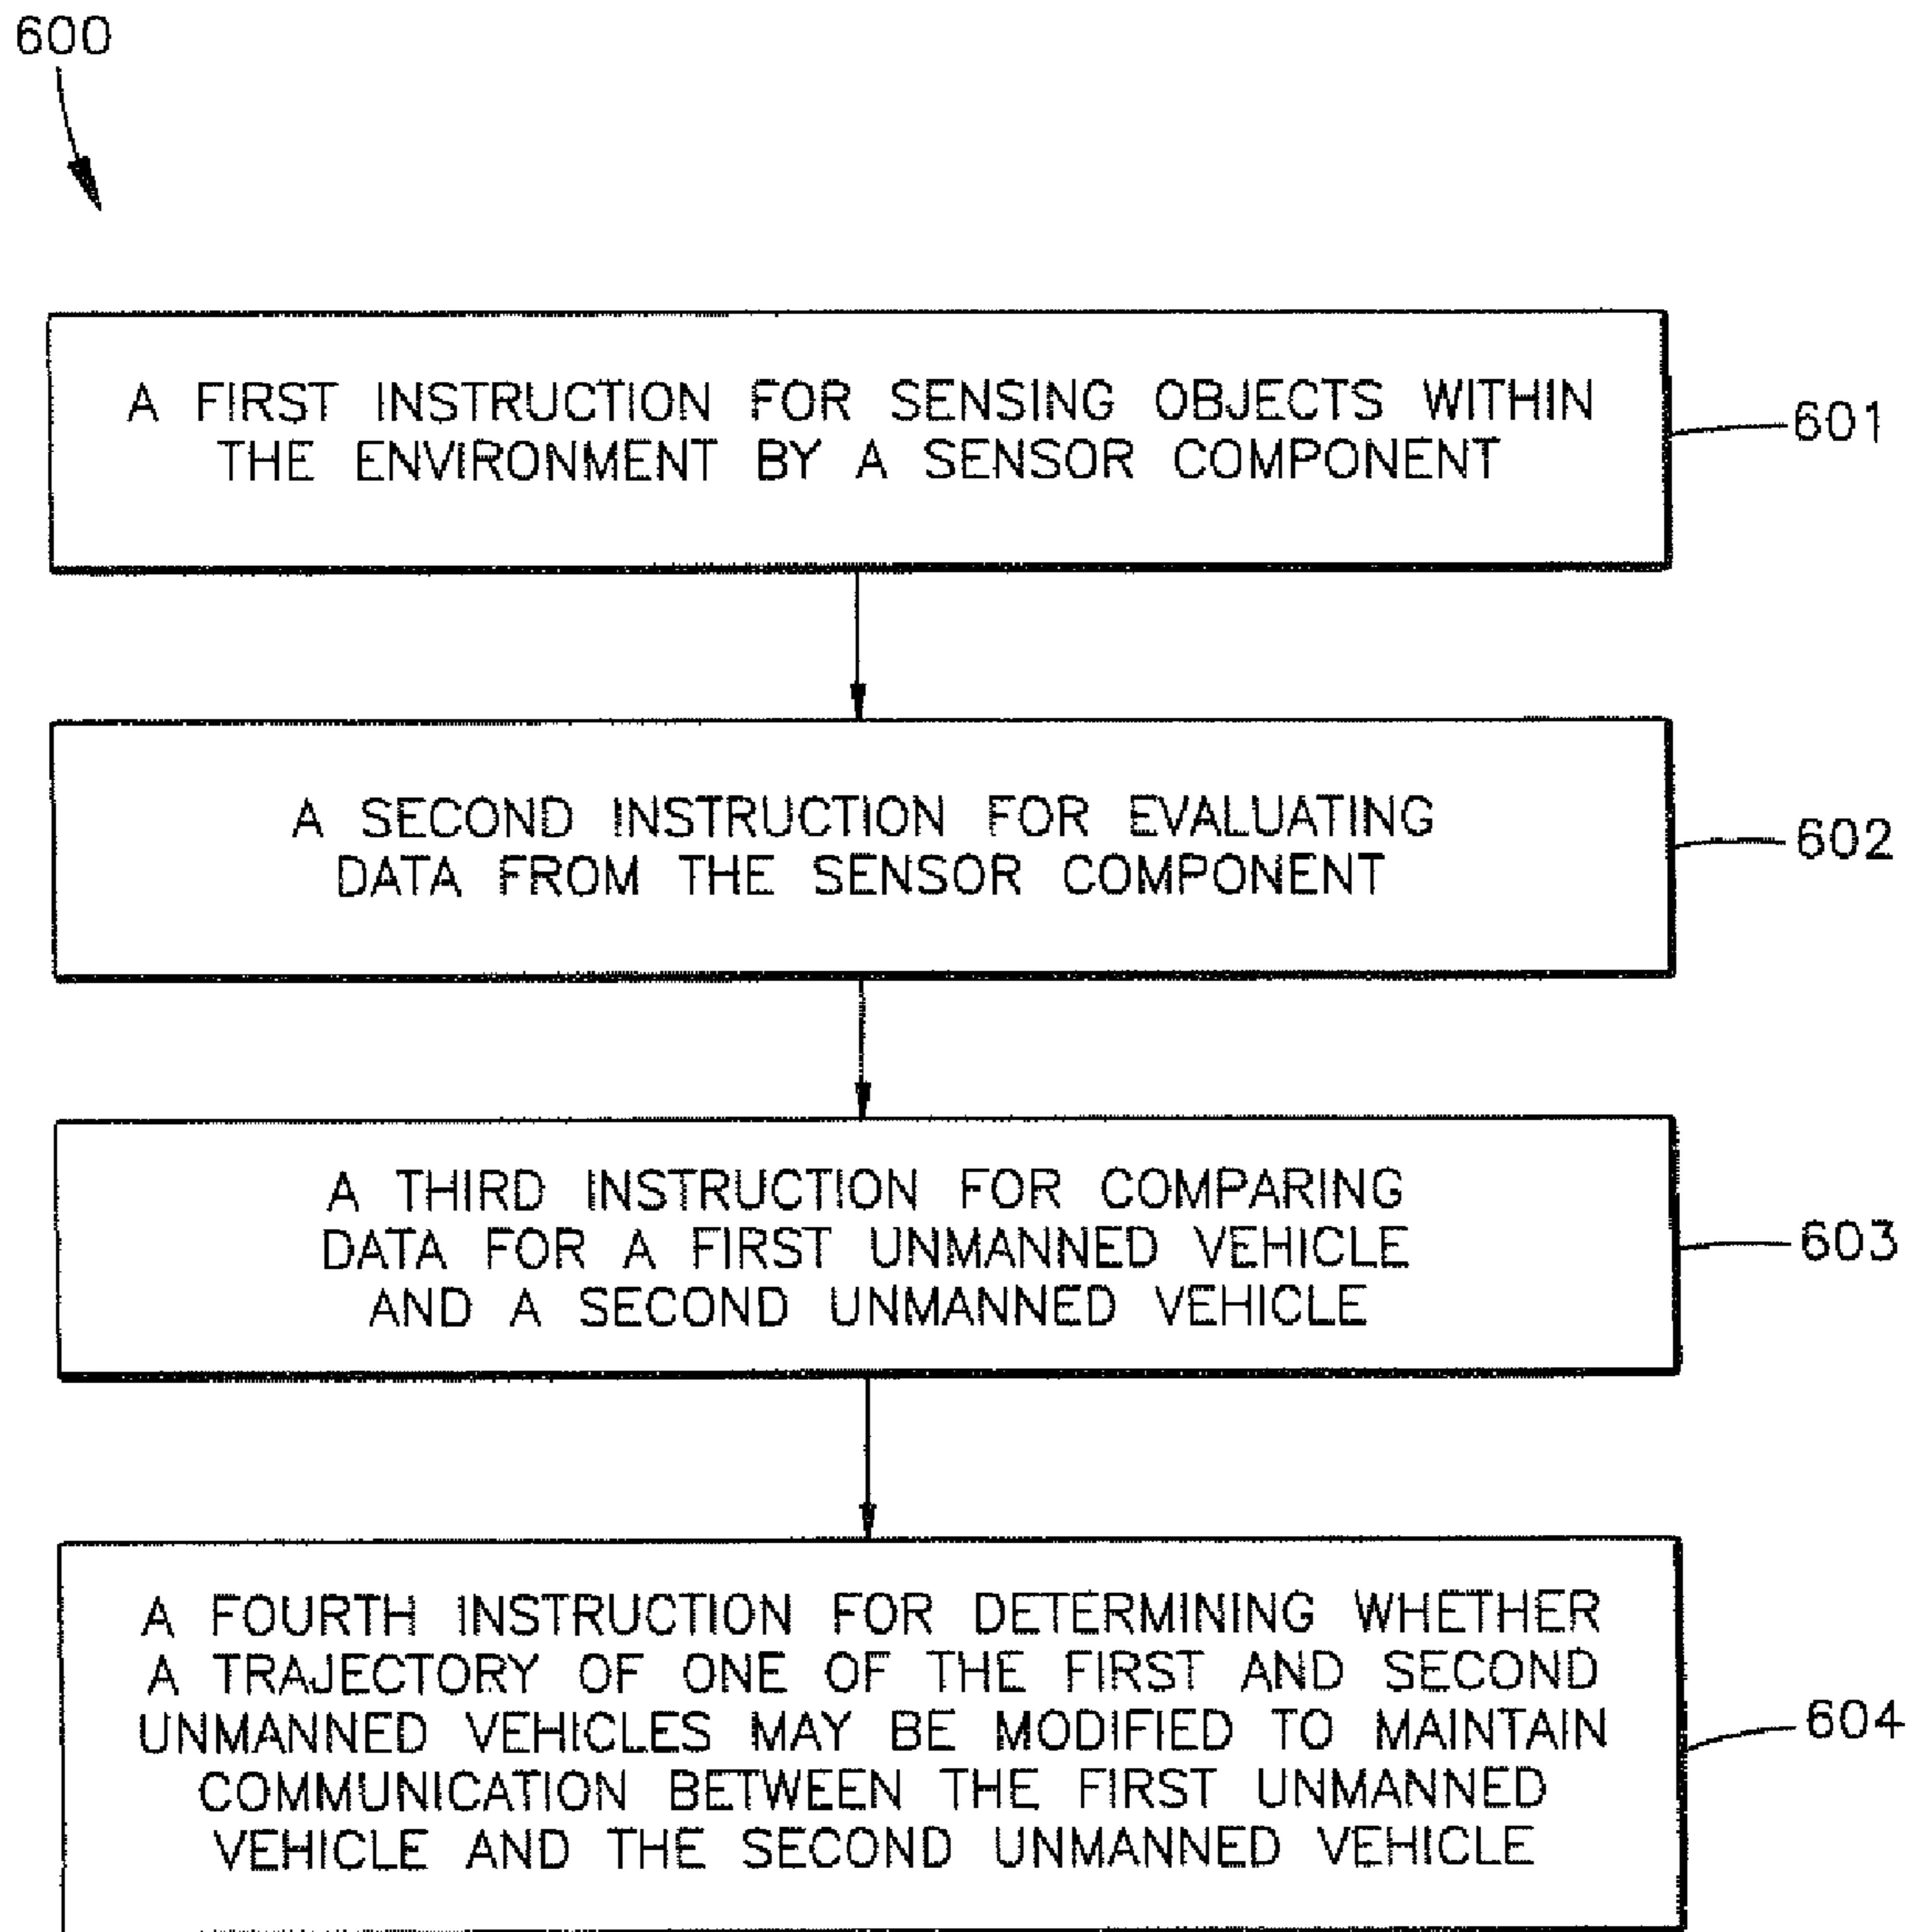 600
A FIRST INSTRUCTION FOR SENSING OBJECTS WITHIN
THE ENVIRONMENT BY A SENSOR COMPONENT
601
A SECOND INSTRUCTION FOR EVALUATING
DATA FROM THE SENSOR COMPONENT
602
A THIRD INSTRUCTION FOR COMPARING
DATA FOR A FIRST UNMANNED VEHICLE
AND A SECOND UNMANNED VEHICLE
603
A FOURTH INSTRUCTION FOR DETERMINING WHETHER
A TRAJECTORY OF ONE OF THE FIRST AND SECOND
UNMANNED VEHICLES MAY BE MODIFIED TO MAINTAIN
COMMUNICATION BETWEEN THE FIRST UNMANNED
VEHICLE AND THE SECOND UNMANNED VEHICLE
604